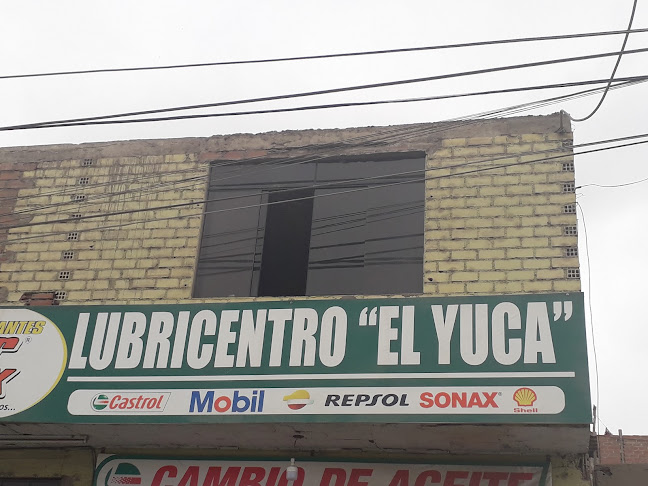 LUBRICENTRO "EL YUCA"
Castrol Mobil REPSOL SONAX® Shell
CAMBIO DE ACEITE